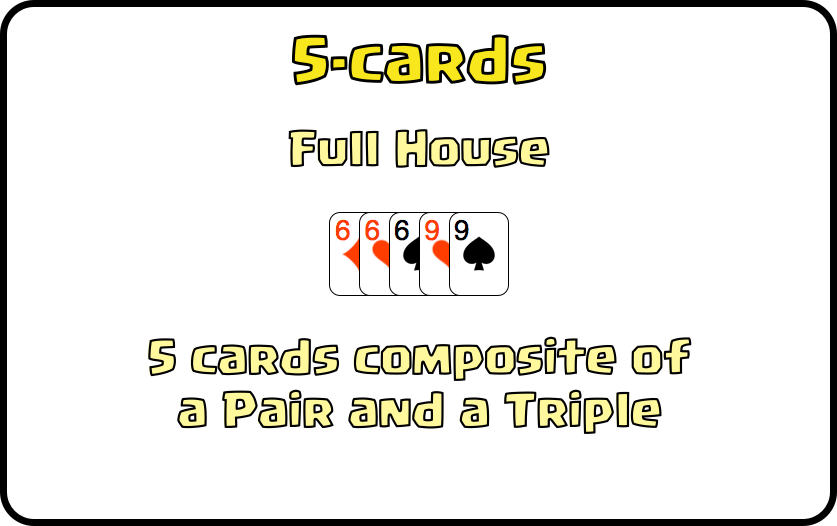 5-cards
Full House
6 6 6 9 9
5 cards composite of
a Pair and a Triple